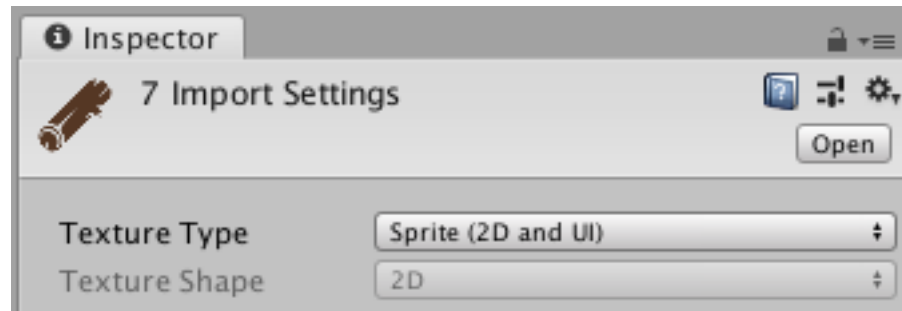 Inspector
7 Import Settings
Open
Texture Type Sprite (2D and UI)
Texture Shape 2D